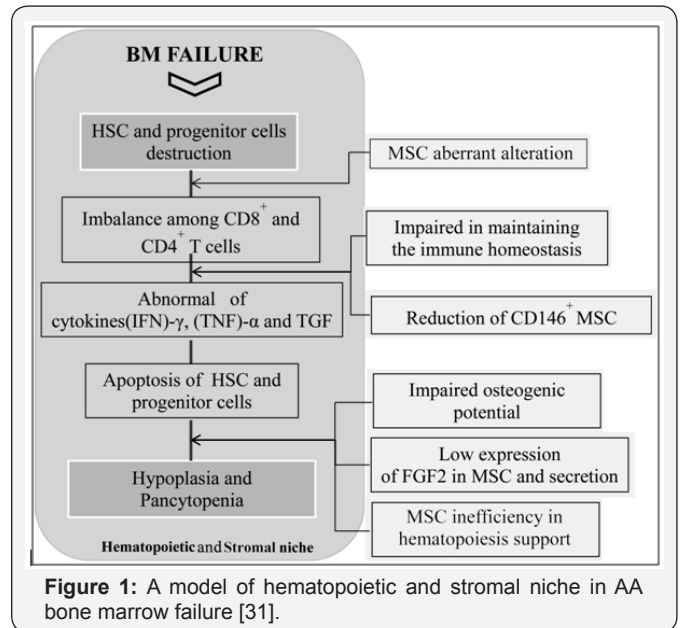 BM FAILURE
HSC and progenitor cells
destruction
MSC aberrant alteration
Imbalance among CD8+ and
CD4+ T cells
Impaired in maintaining
the immune homeostasis
Abnormal of
cytokines(IFN)-γ, (TNF)-α and TGF
Reduction of CD146+ MSC
Apoptosis of HSC and
progenitor cells
Impaired osteogenic
potential
Low expression
of FGF2 in MSC and secretion
Hypoplasia and
Pancytopenia
MSC inefficiency in
hematopoiesis support
Hematopoietic and Stromal niche
Figure 1: A model of hematopoietic and stromal niche in AA
bone marrow failure [31].